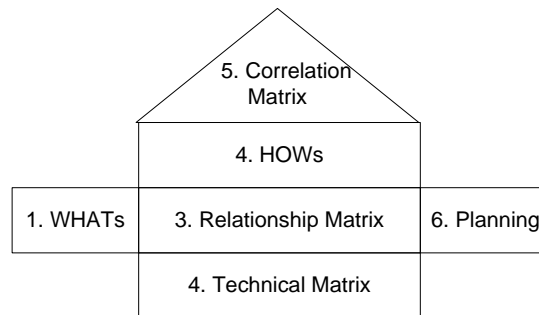 5. Correlation
Matrix
4. HOWs
1. WHATs
3. Relationship Matrix
6. Planning
4. Technical Matrix